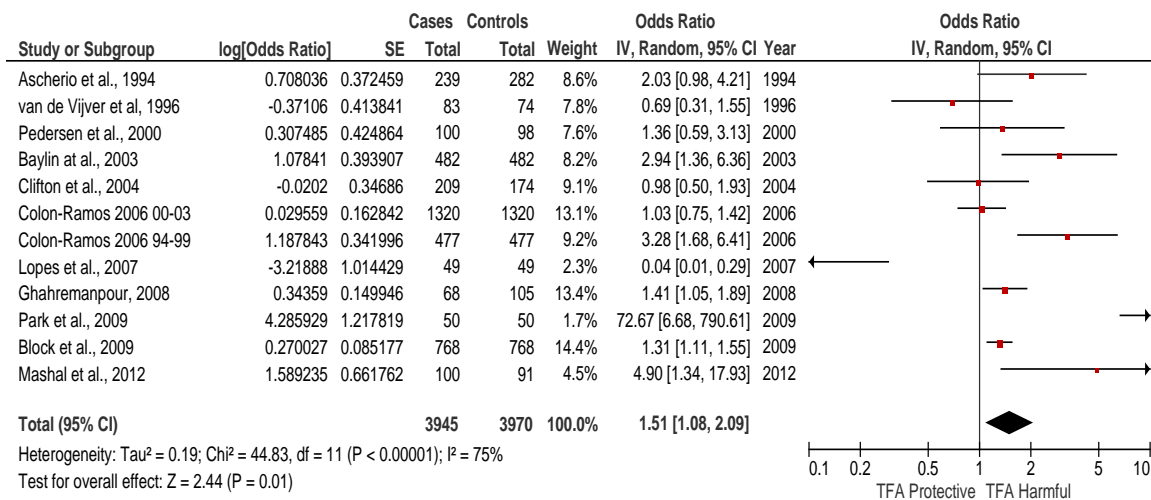 Cases Controls Odds Ratio Odds Ratio
Study or Subgroup log[Odds Ratio] SE Total Total Weight IV, Random, 95% CI Year IV, Random, 95% CI
Ascherio et al., 1994 0.708036 0.372459 239 282 8.6% 2.03 [0.98, 4.21] 1994
van de Vijver et al, 1996 -0.37106 0.413841 83 74 7.8% 0.69 [0.31, 1.55] 1996
Pedersen et al., 2000 0.307485 0.424864 100 98 7.6% 1.36 [0.59, 3.13] 2000
Baylin at al., 2003 1.07841 0.393907 482 482 8.2% 2.94 [1.36, 6.36] 2003
Clifton et al., 2004 -0.0202 0.34686 209 174 9.1% 0.98 [0.50, 1.93] 2004
Colon-Ramos 2006 00-03 0.029559 0.162842 1320 1320 13.1% 1.03 [0.75, 1.42] 2006
Colon-Ramos 2006 94-99 1.187843 0.341996 477 477 9.2% 3.28 [1.68, 6.41] 2006
Lopes et al., 2007 -3.21888 1.014429 49 49 2.3% 0.04 [0.01, 0.29] 2007
Ghahremanpour, 2008 0.34359 0.149946 68 105 13.4% 1.41 [1.05, 1.89] 2008
Park et al., 2009 4.285929 1.217819 50 50 1.7% 72.67 [6.68, 790.61] 2009
Block et al., 2009 0.270027 0.085177 768 768 14.4% 1.31 [1.11, 1.55] 2009
Mashal et al., 2012 1.589235 0.661762 100 91 4.5% 4.90 [1.34, 17.93] 2012
Total (95% CI) 3945 3970 100.0% 1.51 [1.08, 2.09]
Heterogeneity: Tau² = 0.19; Chi² = 44.83, df = 11 (P < 0.00001); I² = 75%
Test for overall effect: Z = 2.44 (P = 0.01)
0.1 0.2 0.5 1 2 5 10
TFA Protective TFA Harmful